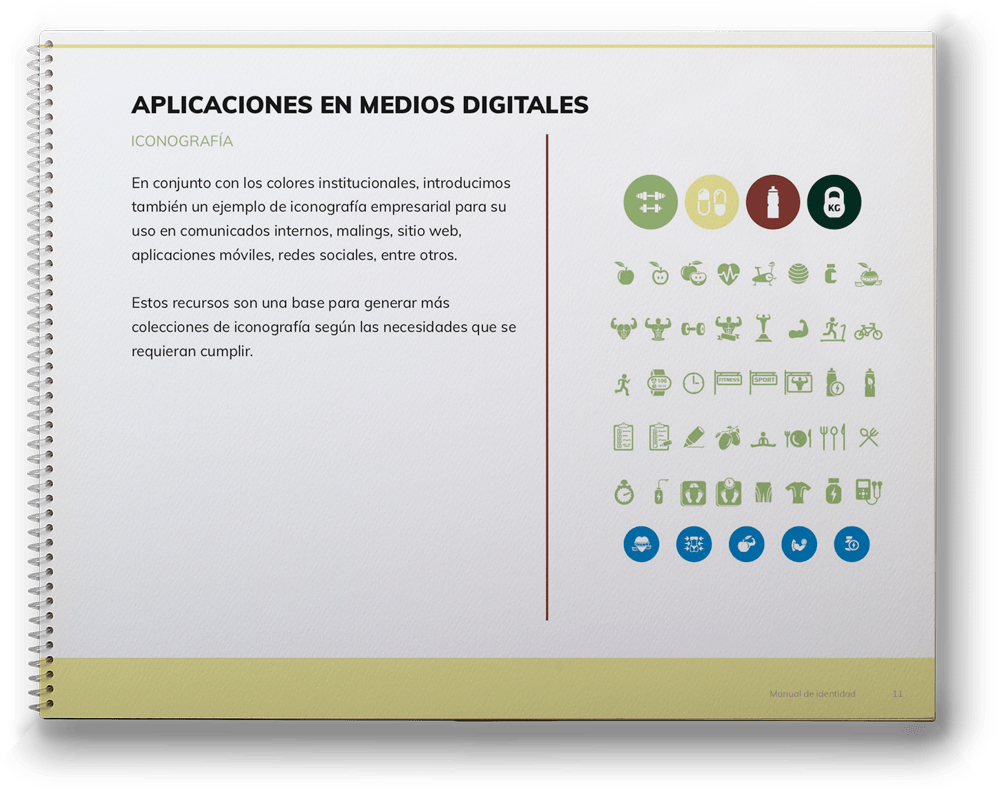 APLICACIONES EN MEDIOS DIGITALES
ICONOGRAFÍA
En conjunto con los colores institucionales, introducimos
también un ejemplo de iconografía empresarial para su
uso en comunicados internos, malings, sitio web,
aplicaciones móviles, redes sociales, entre otros.
Estos recursos son una base para generar más
colecciones de iconografía según las necesidades que se
requieran cumplir.
KG
FITNESS
SPORT
Manual de identidad
11